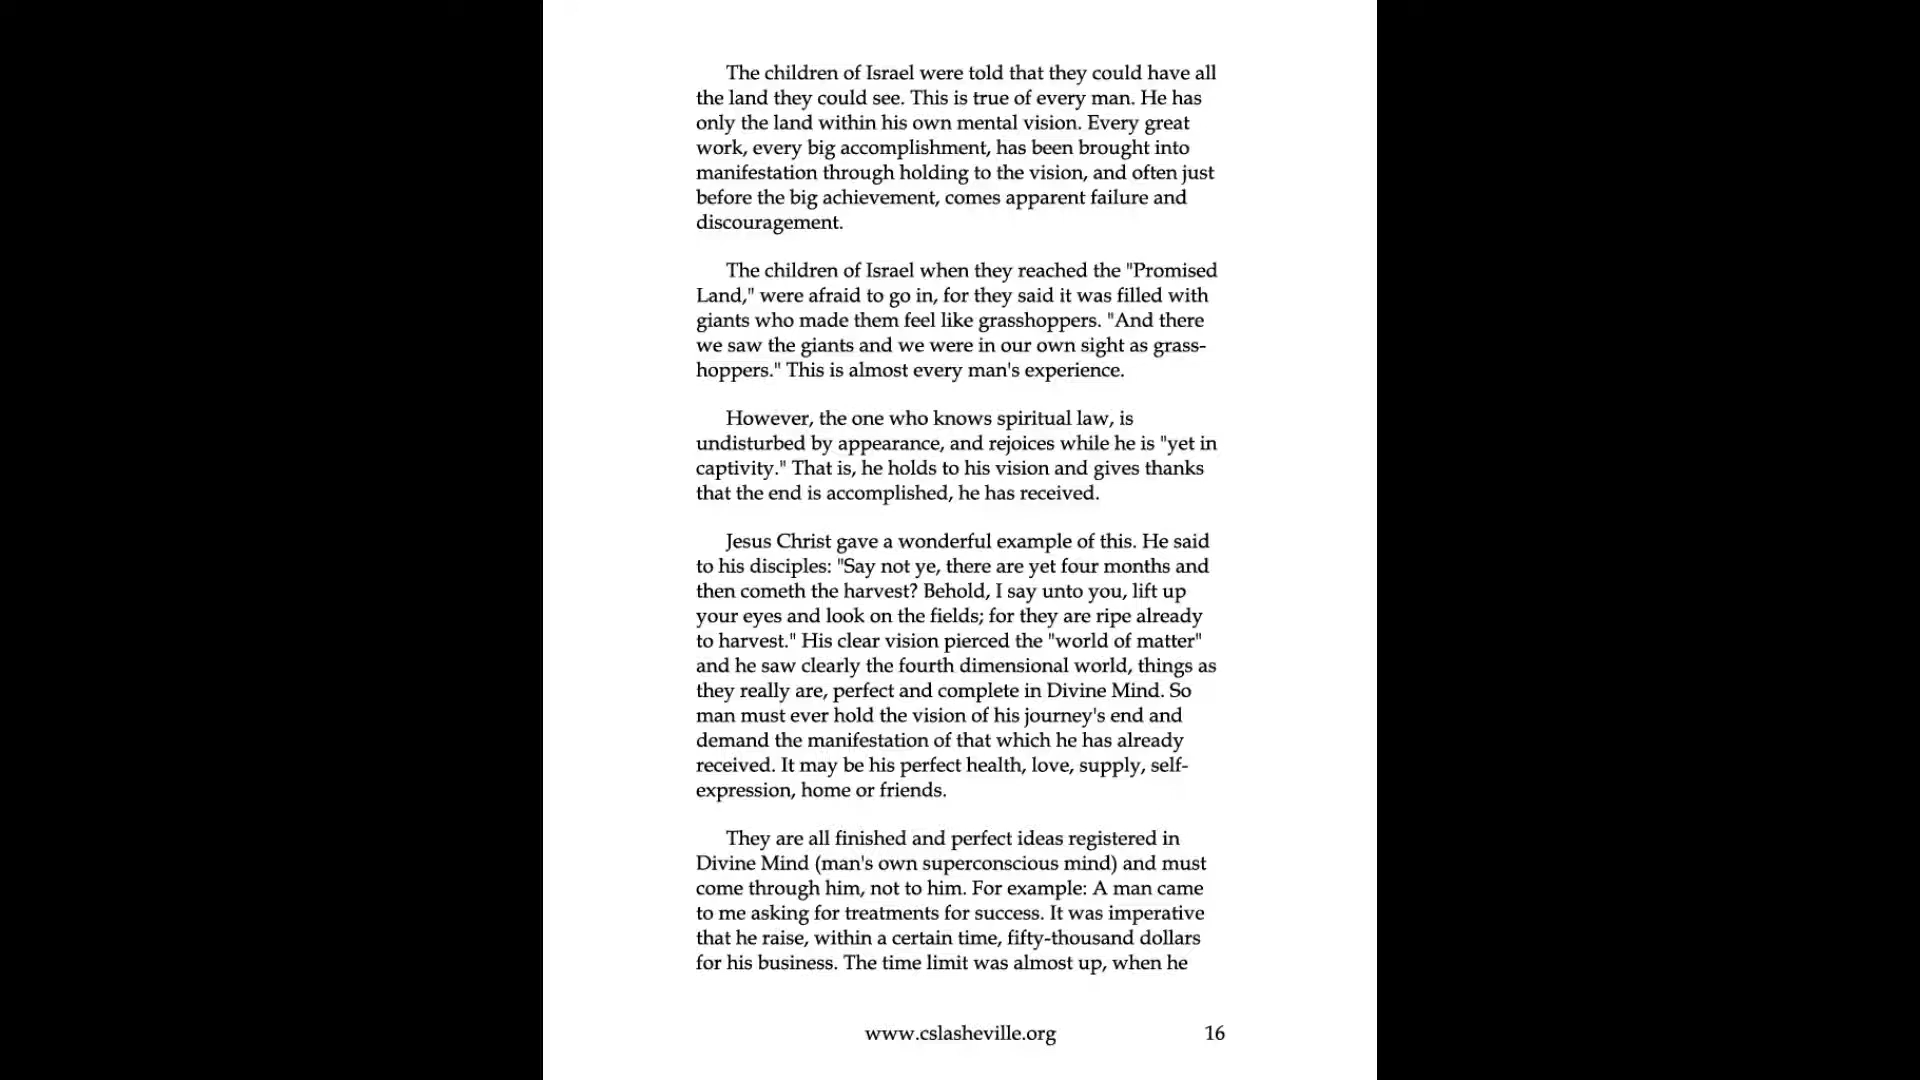 The children of Israel were told that they could have all
the land they could see. This is true of every man. He has
only the land within his own mental vision. Every great
work, every big accomplishment, has been brought into
manifestation through holding to the vision, and often just
before the big achievement, comes apparent failure and
discouragement.
The children of Israel when they reached the "Promised
Land," were afraid to go in, for they said it was filled with
giants who made them feel like grasshoppers. "And there
we saw the giants and we were in our own sight as grass-
hoppers." This is almost every man's experience.
However, the one who knows spiritual law, is
undisturbed by appearance, and rejoices while he is "yet in
captivity." That is, he holds to his vision and gives thanks
that the end is accomplished, he has received.
Jesus Christ gave a wonderful example of this. He said
to his disciples: "Say not ye, there are yet four months and
then cometh the harvest? Behold, I say unto you, lift up
your eyes and look on the fields; for they are ripe already
to harvest." His clear vision pierced the "world of matter"
and he saw clearly the fourth dimensional world, things as
they really are, perfect and complete in Divine Mind. So
man must ever hold the vision of his journey's end and
demand the manifestation of that which he has already
received. It may be his perfect health, love, supply, self-
expression, home or friends.
They are all finished and perfect ideas registered in
Divine Mind (man's own superconscious mind) and must
come through him, not to him. For example: A man came
to me asking for treatments for success. It was imperative
that he raise, within a certain time, fifty-thousand dollars
for his business. The time limit was almost up, when he
www.cslasheville.org 16